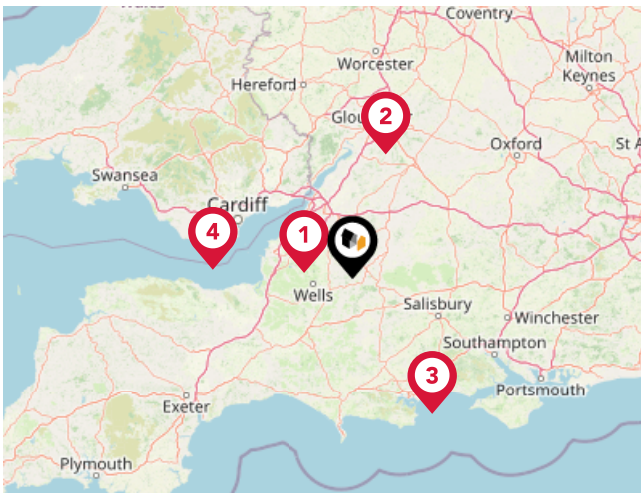 Coventry
Worcester
Milton
Keynes
Hereford
2
Glou
Oxford
St A
Swansea
Cardiff
4
1
Wells
Salisbury
Winchester
Southampton
3
Portsmouth
Exeter
Plymouth